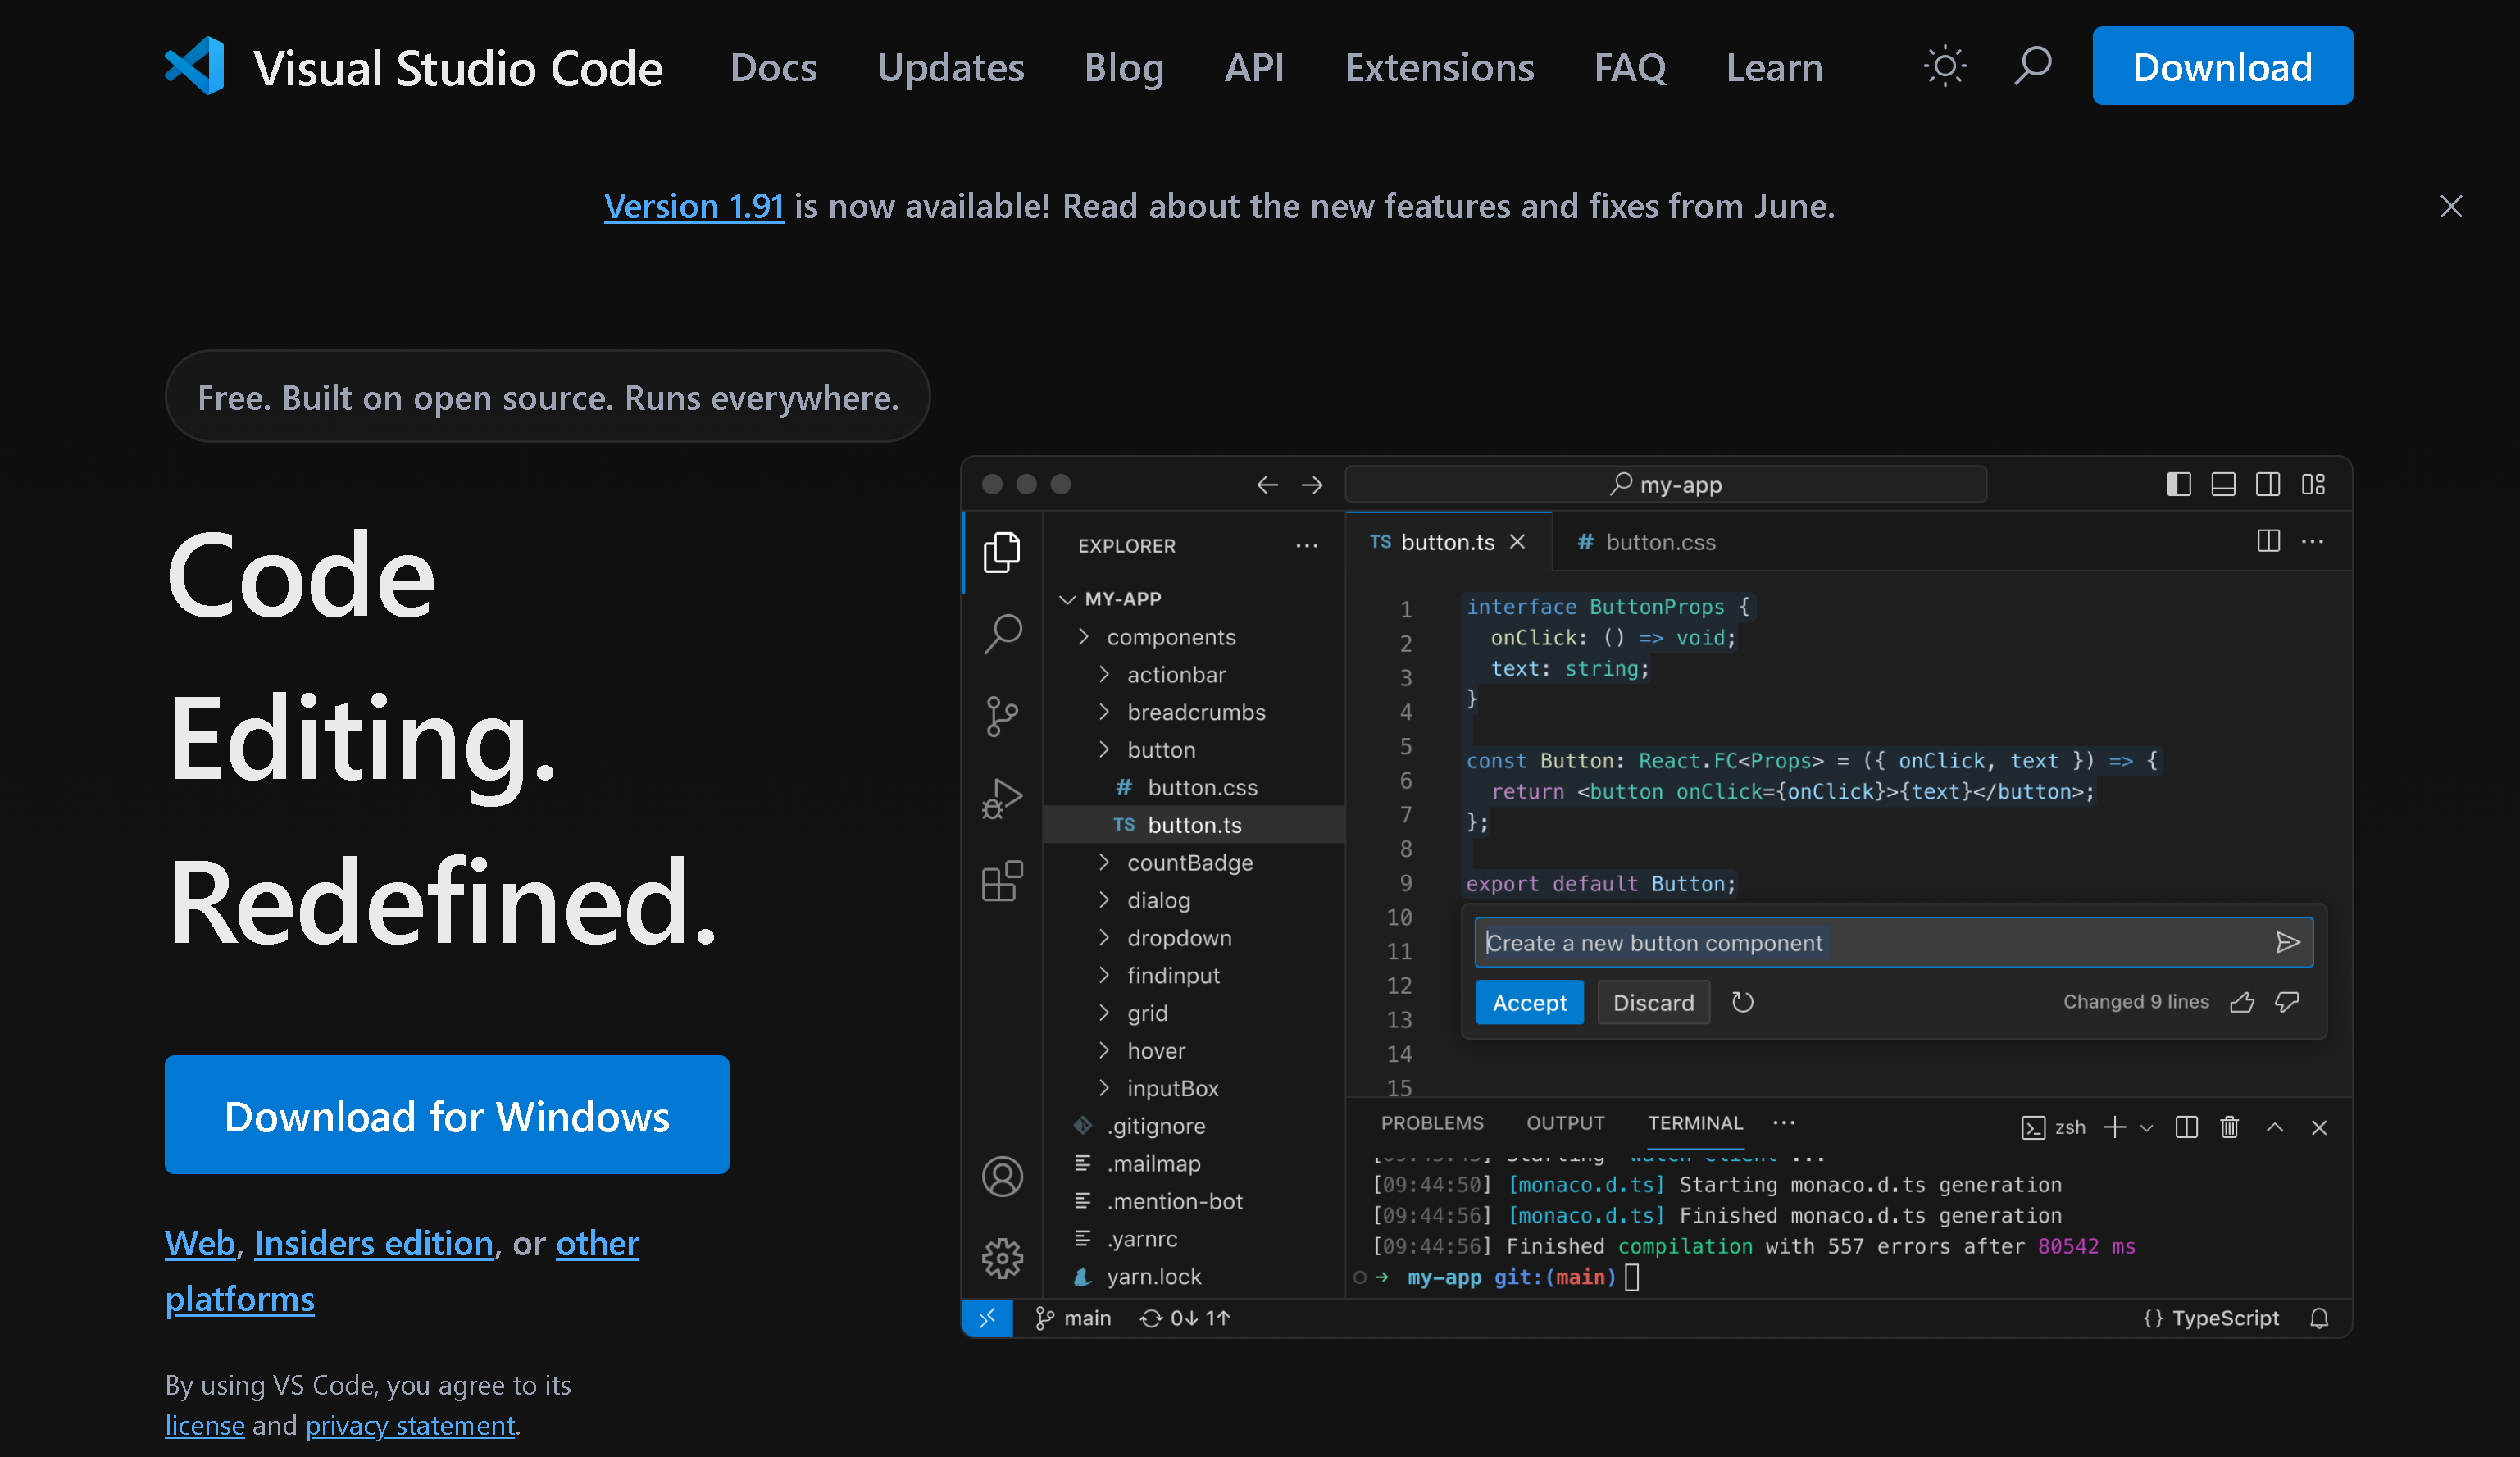 Visual Studio Code Docs Updates Blog API Extensions FAQ Learn Download
Version 1.91 is now available! Read about the new features and fixes from June.
Free. Built on open source. Runs everywhere.
Code
Editing.
Redefined.
Download for Windows
Web, Insiders edition, or other
platforms
By using VS Code, you agree to its
license and privacy statement.
my-app
EXPLORER
MY-APP
components
actionbar
breadcrumbs
button
# button.css
TS button.ts
countBadge
dialog
dropdown
findinput
grid
hover
inputBox
.gitignore
.mailmap
.mention-bot
.yarnrc
yarn.lock
TS button.ts # button.css
1 interface ButtonProps {
2 onClick: () => void;
3 text: string;
4 }
5
6 const Button: React.FC<Props> = ({ onClick, text }) => {
7 return <button onClick={onClick}>{text}</button>;
8 };
9
10 export default Button;
11
12
13
14
15
Create a new button component
Accept Discard Changed 9 lines
PROBLEMS OUTPUT TERMINAL ··· zsh
[09:44:50] [monaco.d.ts] Starting monaco.d.ts generation
[09:44:56] [monaco.d.ts] Finished monaco.d.ts generation
[09:44:56] Finished compilation with 557 errors after 80542 ms
→ my-app git:(main)
main 0↓ 1↑ {} TypeScript